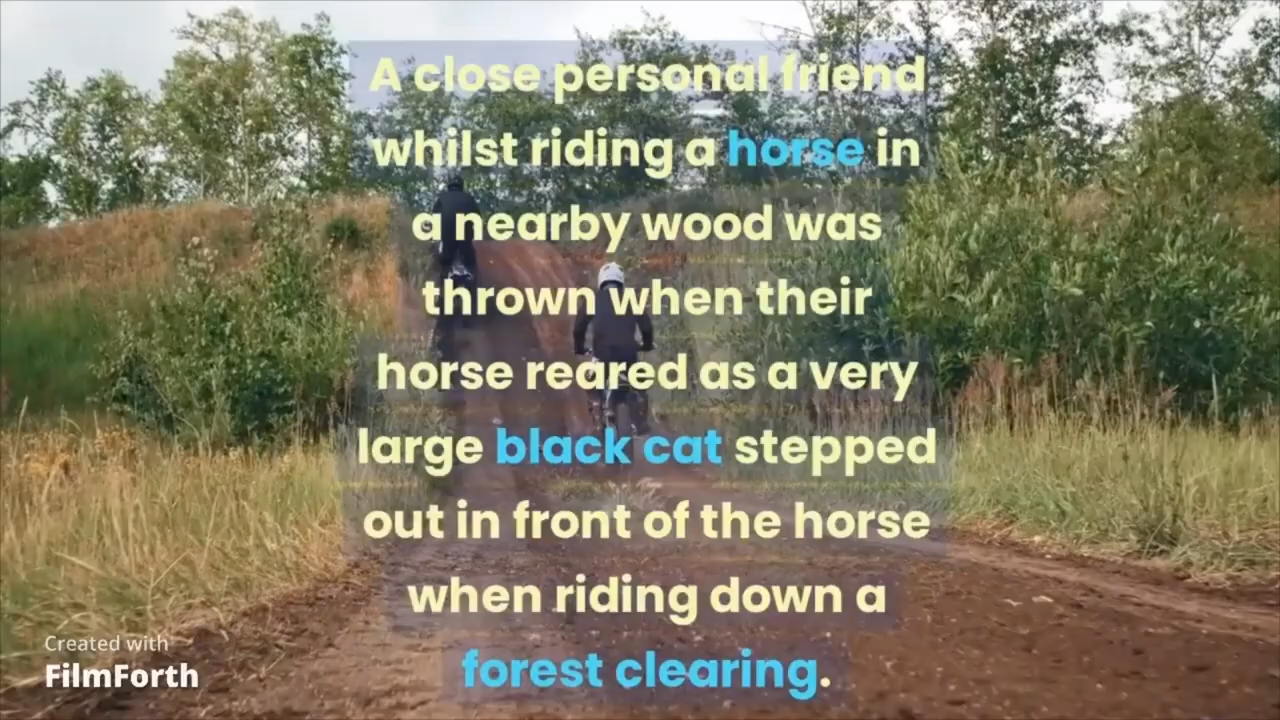 A close personal friend
whilst riding a horse in
a nearby wood was
thrown when their
horse reared as a very
large black cat stepped
out in front of the horse
when riding down a
forest clearing.
Created with
FilmForth